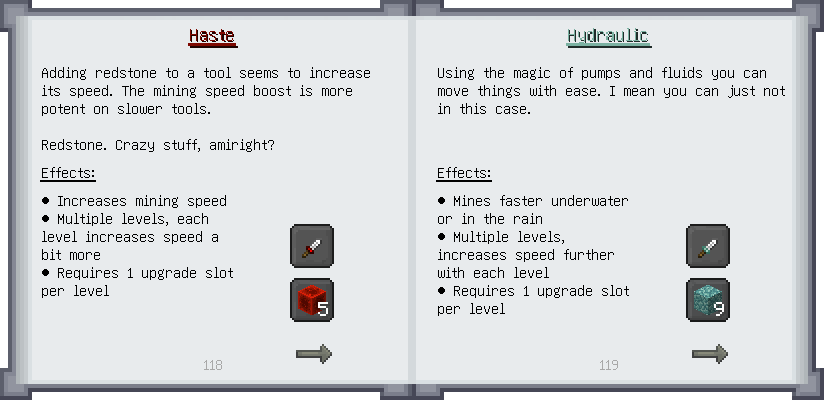 Haste
Adding redstone to a tool seems to increase
its speed. The mining speed boost is more
potent on slower tools.
Redstone. Crazy stuff, amiright?
Effects:
● Increases mining speed
● Multiple levels, each
level increases speed a
bit more
● Requires 1 upgrade slot
per level
5
118
Hydraulic
Using the magic of pumps and fluids you can
move things with ease. I mean you can just not
in this case.
Effects:
● Mines faster underwater
or in the rain
● Multiple levels,
increases speed further
with each level
● Requires 1 upgrade slot
per level
9
119